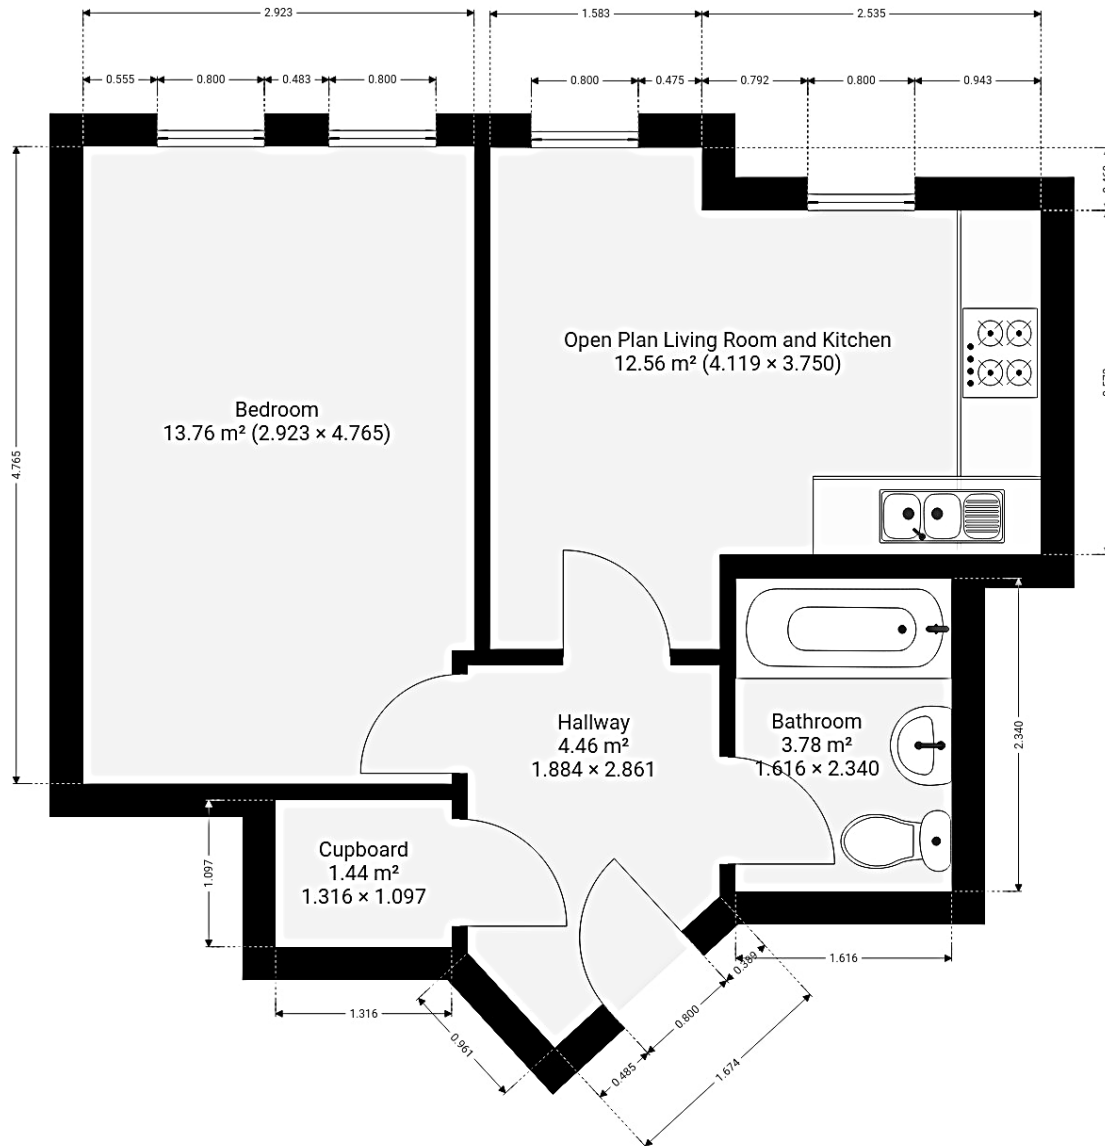 2.923
1.583
2.535
0.555
0.800
0.483
0.800
0.800
0.475
0.792
0.800
0.943
Open Plan Living Room and Kitchen
12.56 m² (4.119 × 3.750)
Bedroom
13.76 m² (2.923 × 4.765)
4.765
Hallway
4.46 m²
1.884 × 2.861
Bathroom
3.78 m²
1.616 × 2.340
2.340
Cupboard
1.44 m²
1.316 × 1.097
1.097
1.316
0.961
1.616
0.389
0.800
0.485
1.674